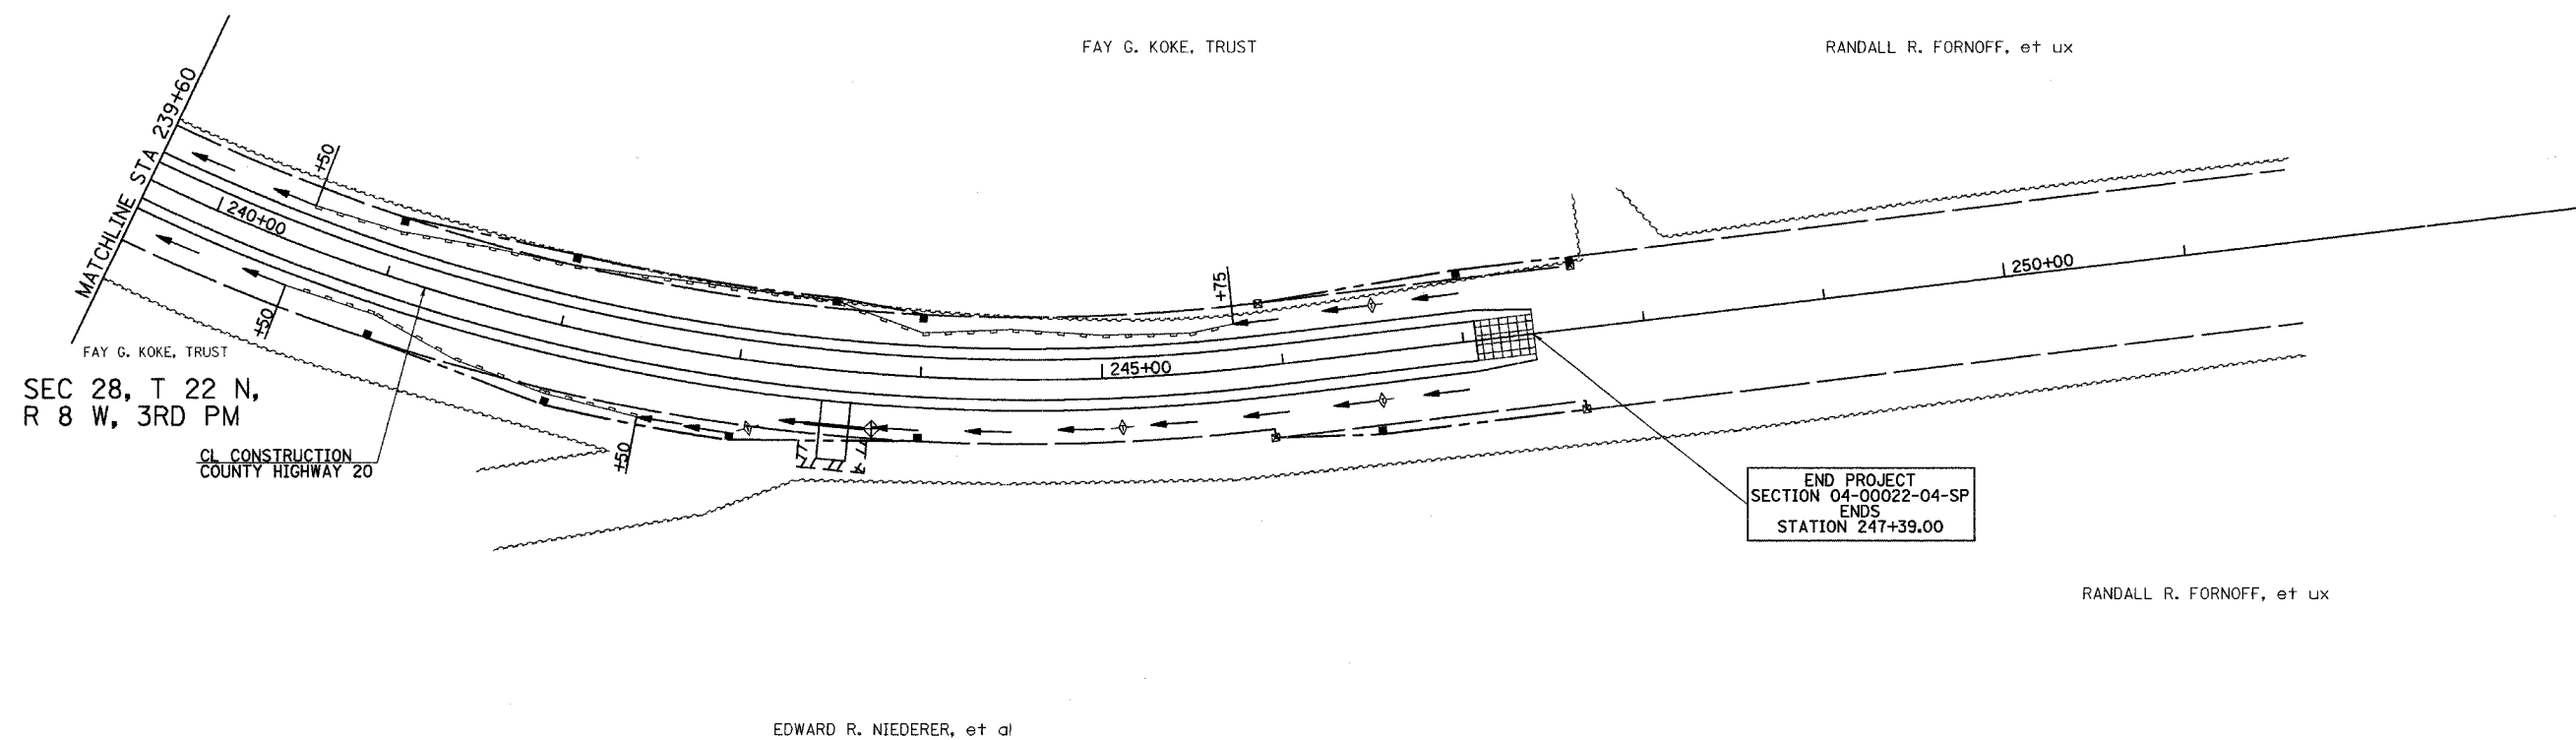 FAY G. KOKE, TRUST
RANDALL R. FORNOFF, et ux
MATCHLINE STA 239+60
+50
240+00
+75
250+00
+50
FAY G. KOKE, TRUST
245+00
SEC 28, T 22 N,
R 8 W, 3RD PM
+50
CL CONSTRUCTION
COUNTY HIGHWAY 20
END PROJECT
SECTION 04-00022-04-SP
ENDS
STATION 247+39.00
RANDALL R. FORNOFF, et ux
EDWARD R. NIEDERER, et al